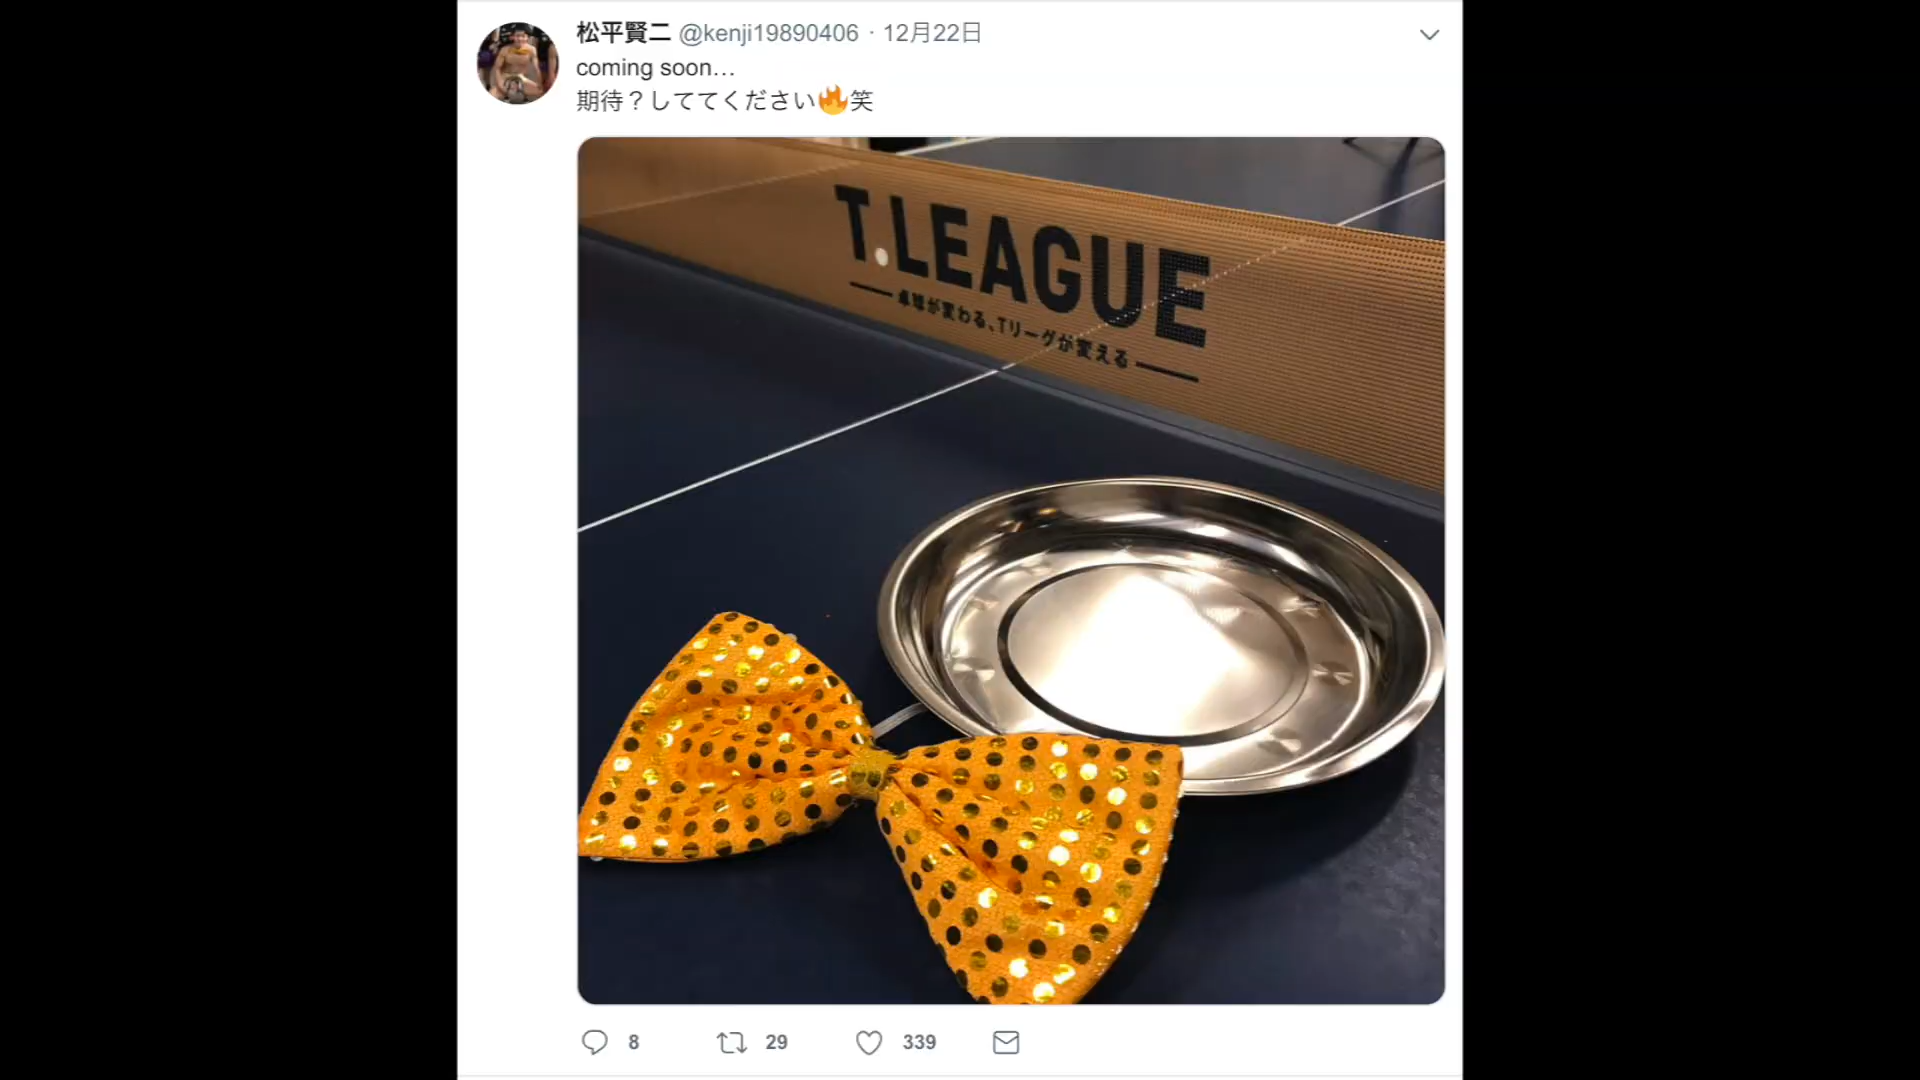 松平賢二 @kenji19890406 · 12月22日
coming soon…
期待？しててください🔥笑
T.LEAGUE
卓球が変わる、Tリーグが変える
8 29 339